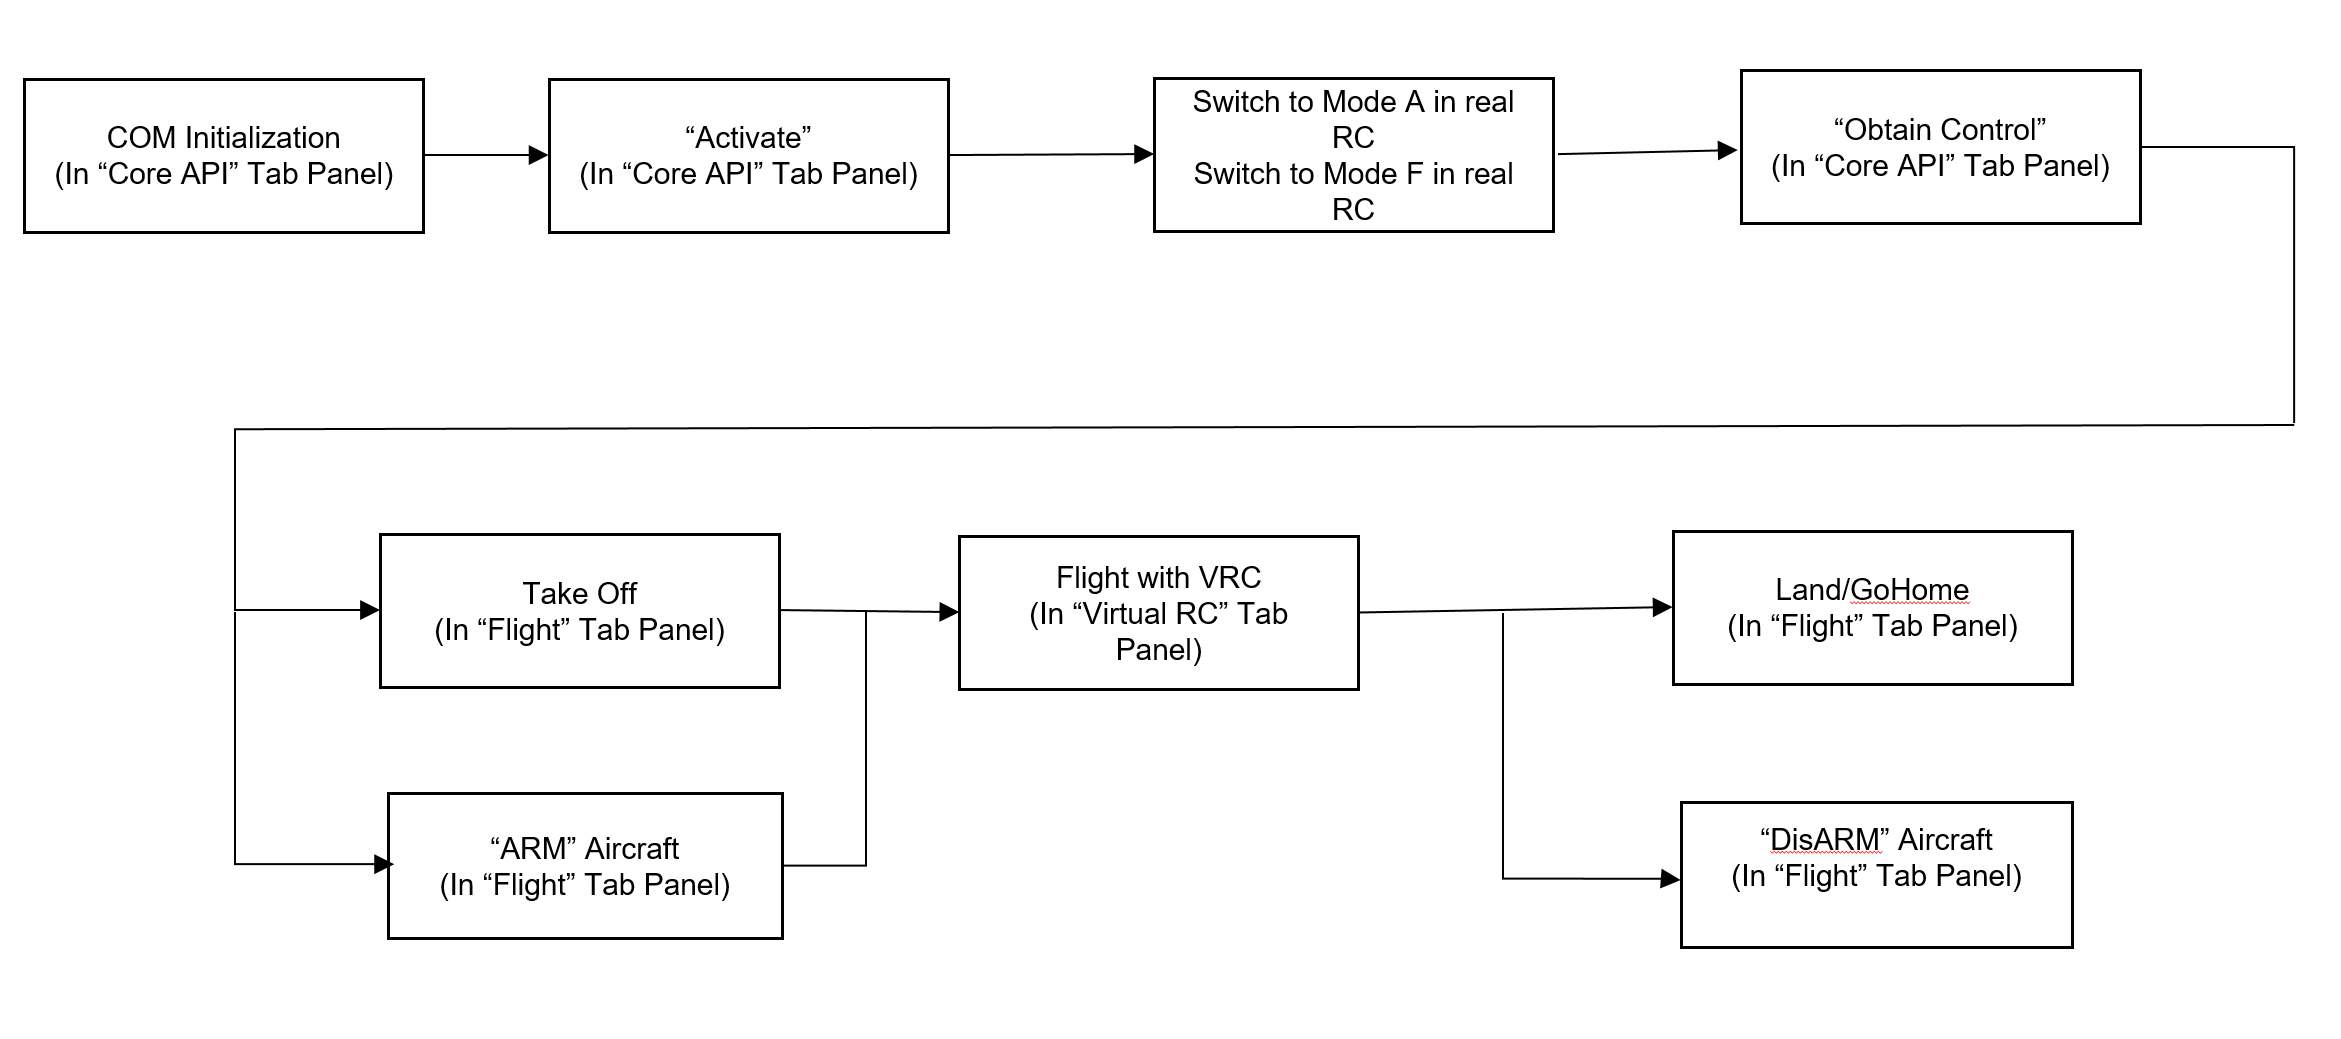 COM Initialization
(In “Core API” Tab Panel)
“Activate”
(In “Core API” Tab Panel)
Switch to Mode A in real
RC
Switch to Mode F in real
RC
“Obtain Control”
(In “Core API” Tab Panel)
Take Off
(In “Flight” Tab Panel)
Flight with VRC
(In “Virtual RC” Tab
Panel)
Land/GoHome
(In “Flight” Tab Panel)
“ARM” Aircraft
(In “Flight” Tab Panel)
“DisARM” Aircraft
(In “Flight” Tab Panel)